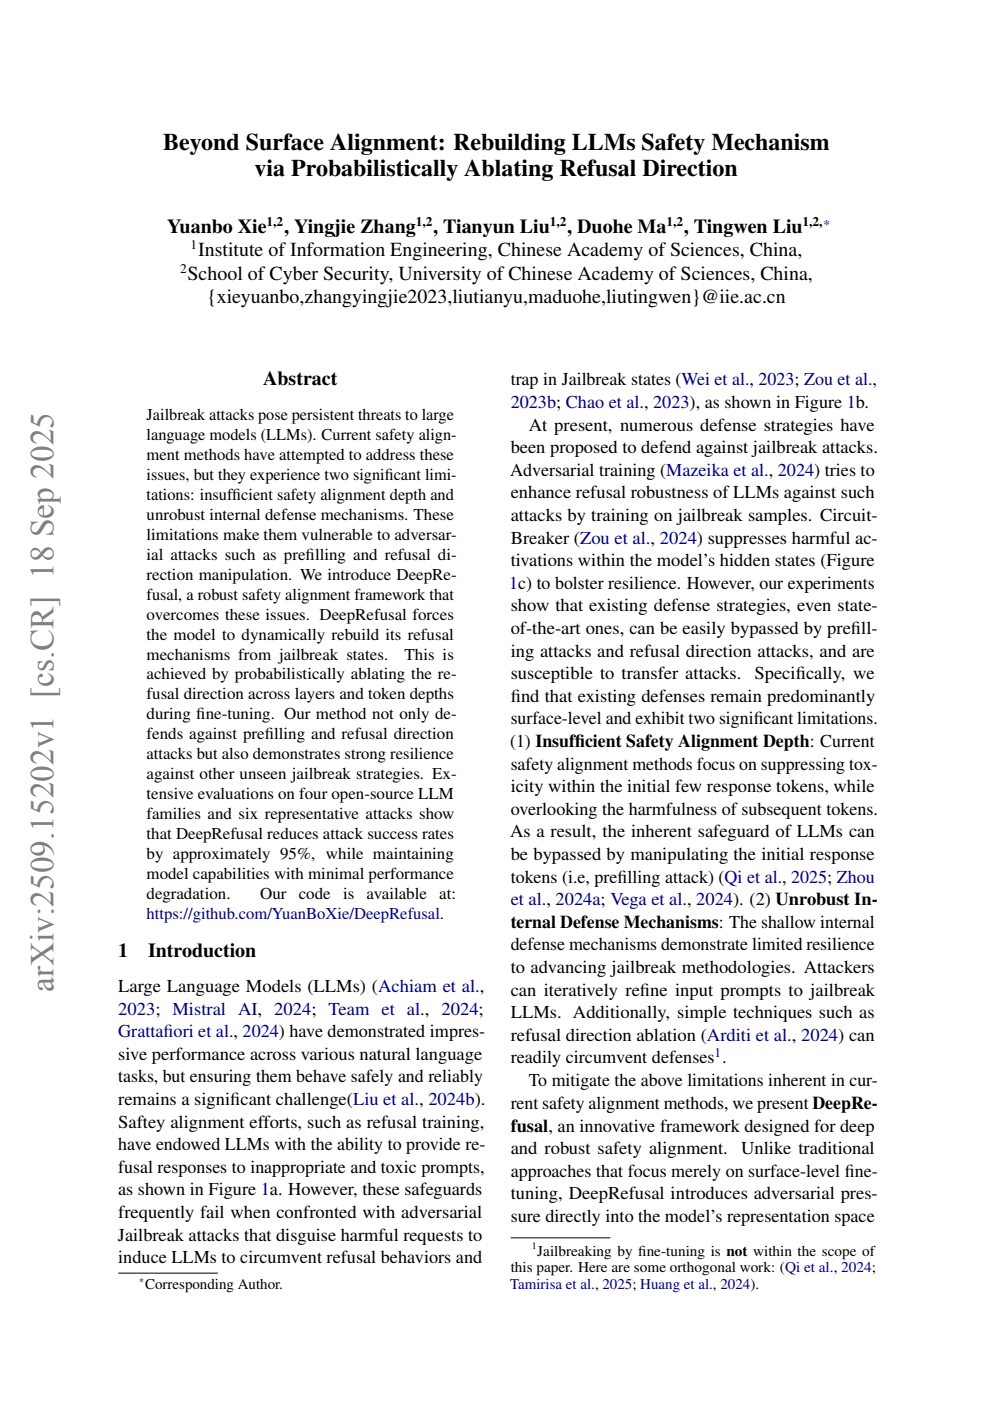 Beyond Surface Alignment: Rebuilding LLMs Safety Mechanism
via Probabilistically Ablating Refusal Direction
Yuanbo Xie1,2, Yingjie Zhang1,2, Tianyun Liu1,2, Duohe Ma1,2, Tingwen Liu1,2,*
1Institute of Information Engineering, Chinese Academy of Sciences, China,
2School of Cyber Security, University of Chinese Academy of Sciences, China,
{xieyuanbo,zhangyingjie2023,liutianyu,maduohe,liutingwen}@iie.ac.cn
arXiv:2509.15202v1 [cs.CR] 18 Sep 2025
Abstract
Jailbreak attacks pose persistent threats to large
language models (LLMs). Current safety align-
ment methods have attempted to address these
issues, but they experience two significant limi-
tations: insufficient safety alignment depth and
unrobust internal defense mechanisms. These
limitations make them vulnerable to adversar-
ial attacks such as prefilling and refusal di-
rection manipulation. We introduce DeepRe-
fusal, a robust safety alignment framework that
overcomes these issues. DeepRefusal forces
the model to dynamically rebuild its refusal
mechanisms from jailbreak states. This is
achieved by probabilistically ablating the re-
fusal direction across layers and token depths
during fine-tuning. Our method not only de-
fends against prefilling and refusal direction
attacks but also demonstrates strong resilience
against other unseen jailbreak strategies. Ex-
tensive evaluations on four open-source LLM
families and six representative attacks show
that DeepRefusal reduces attack success rates
by approximately 95%, while maintaining
model capabilities with minimal performance
degradation. Our code is available at:
https://github.com/YuanBoXie/DeepRefusal.
1 Introduction
Large Language Models (LLMs) (Achiam et al.,
2023; Mistral AI, 2024; Team et al., 2024;
Grattafiori et al., 2024) have demonstrated impres-
sive performance across various natural language
tasks, but ensuring them behave safely and reliably
remains a significant challenge(Liu et al., 2024b).
Saftey alignment efforts, such as refusal training,
have endowed LLMs with the ability to provide re-
fusal responses to inappropriate and toxic prompts,
as shown in Figure 1a. However, these safeguards
frequently fail when confronted with adversarial
Jailbreak attacks that disguise harmful requests to
induce LLMs to circumvent refusal behaviors and
*Corresponding Author.
trap in Jailbreak states (Wei et al., 2023; Zou et al.,
2023b; Chao et al., 2023), as shown in Figure 1b.
At present, numerous defense strategies have
been proposed to defend against jailbreak attacks.
Adversarial training (Mazeika et al., 2024) tries to
enhance refusal robustness of LLMs against such
attacks by training on jailbreak samples. Circuit-
Breaker (Zou et al., 2024) suppresses harmful ac-
tivations within the model's hidden states (Figure
1c) to bolster resilience. However, our experiments
show that existing defense strategies, even state-
of-the-art ones, can be easily bypassed by prefill-
ing attacks and refusal direction attacks, and are
susceptible to transfer attacks. Specifically, we
find that existing defenses remain predominantly
surface-level and exhibit two significant limitations.
(1) Insufficient Safety Alignment Depth: Current
safety alignment methods focus on suppressing tox-
icity within the initial few response tokens, while
overlooking the harmfulness of subsequent tokens.
As a result, the inherent safeguard of LLMs can
be bypassed by manipulating the initial response
tokens (i.e, prefilling attack) (Qi et al., 2025; Zhou
et al., 2024a; Vega et al., 2024). (2) Unrobust In-
ternal Defense Mechanisms: The shallow internal
defense mechanisms demonstrate limited resilience
to advancing jailbreak methodologies. Attackers
can iteratively refine input prompts to jailbreak
LLMs. Additionally, simple techniques such as
refusal direction ablation (Arditi et al., 2024) can
readily circumvent defenses1.
To mitigate the above limitations inherent in cur-
rent safety alignment methods, we present DeepRe-
fusal, an innovative framework designed for deep
and robust safety alignment. Unlike traditional
approaches that focus merely on surface-level fine-
tuning, DeepRefusal introduces adversarial pres-
sure directly into the model's representation space
1Jailbreaking by fine-tuning is not within the scope of
this paper. Here are some orthogonal work: (Qi et al., 2024;
Tamirisa et al., 2025; Huang et al., 2024).